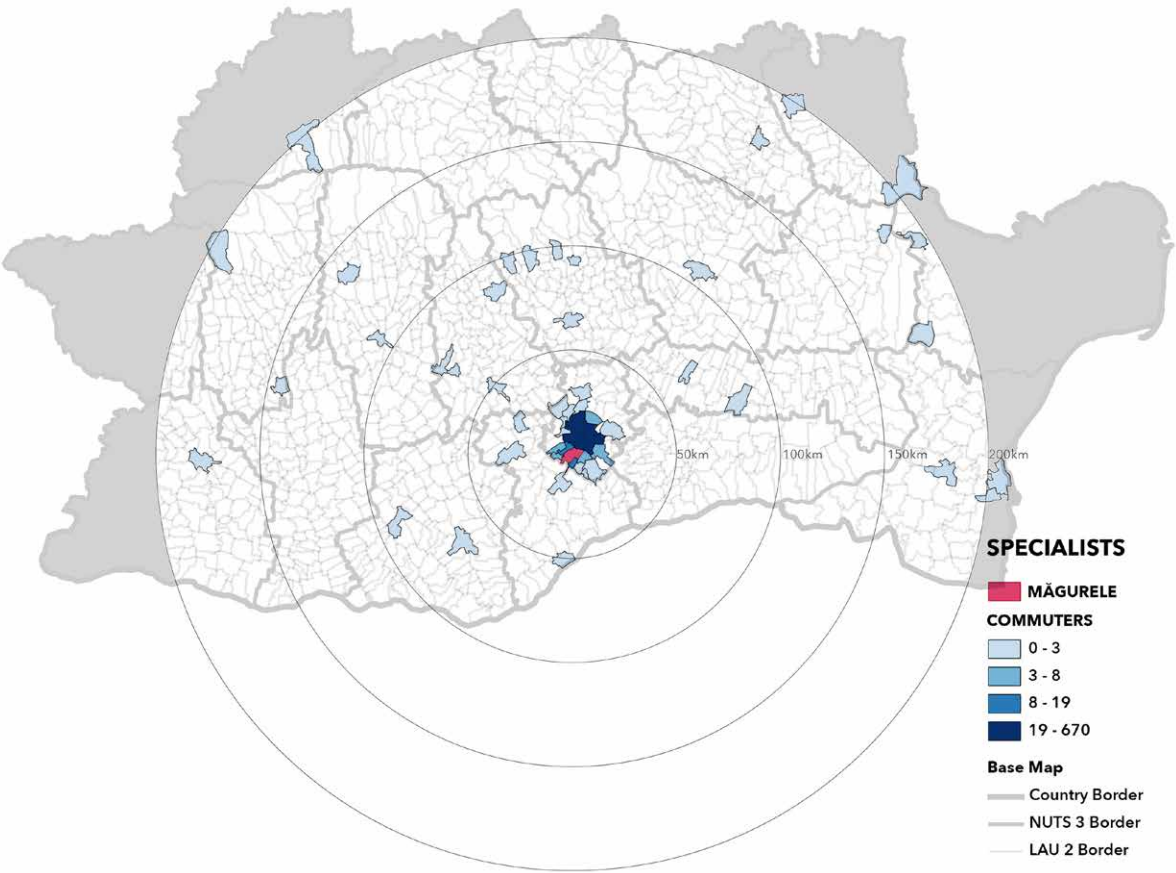 50km
100km
150km
200km
SPECIALISTS
MĂGURELE
COMMUTERS
0 - 3
3 - 8
8 - 19
19 - 670
Base Map
Country Border
NUTS 3 Border
LAU 2 Border